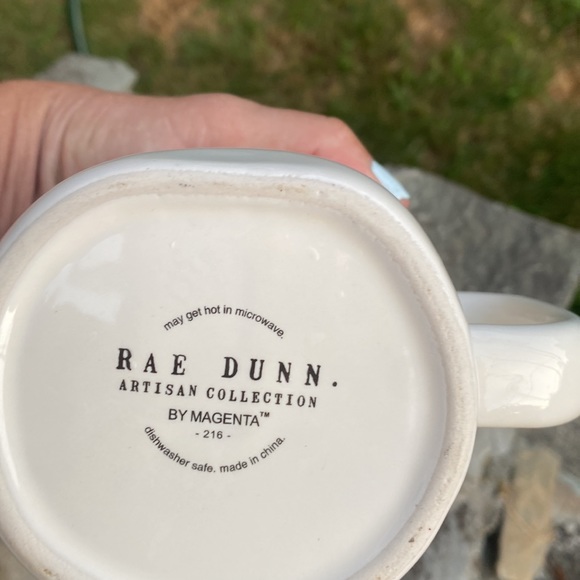 may get hot in microwave.
RAE DUNN.
ARTISAN COLLECTION
BY MAGENTA™
- 216 -
dishwasher safe. made in china.